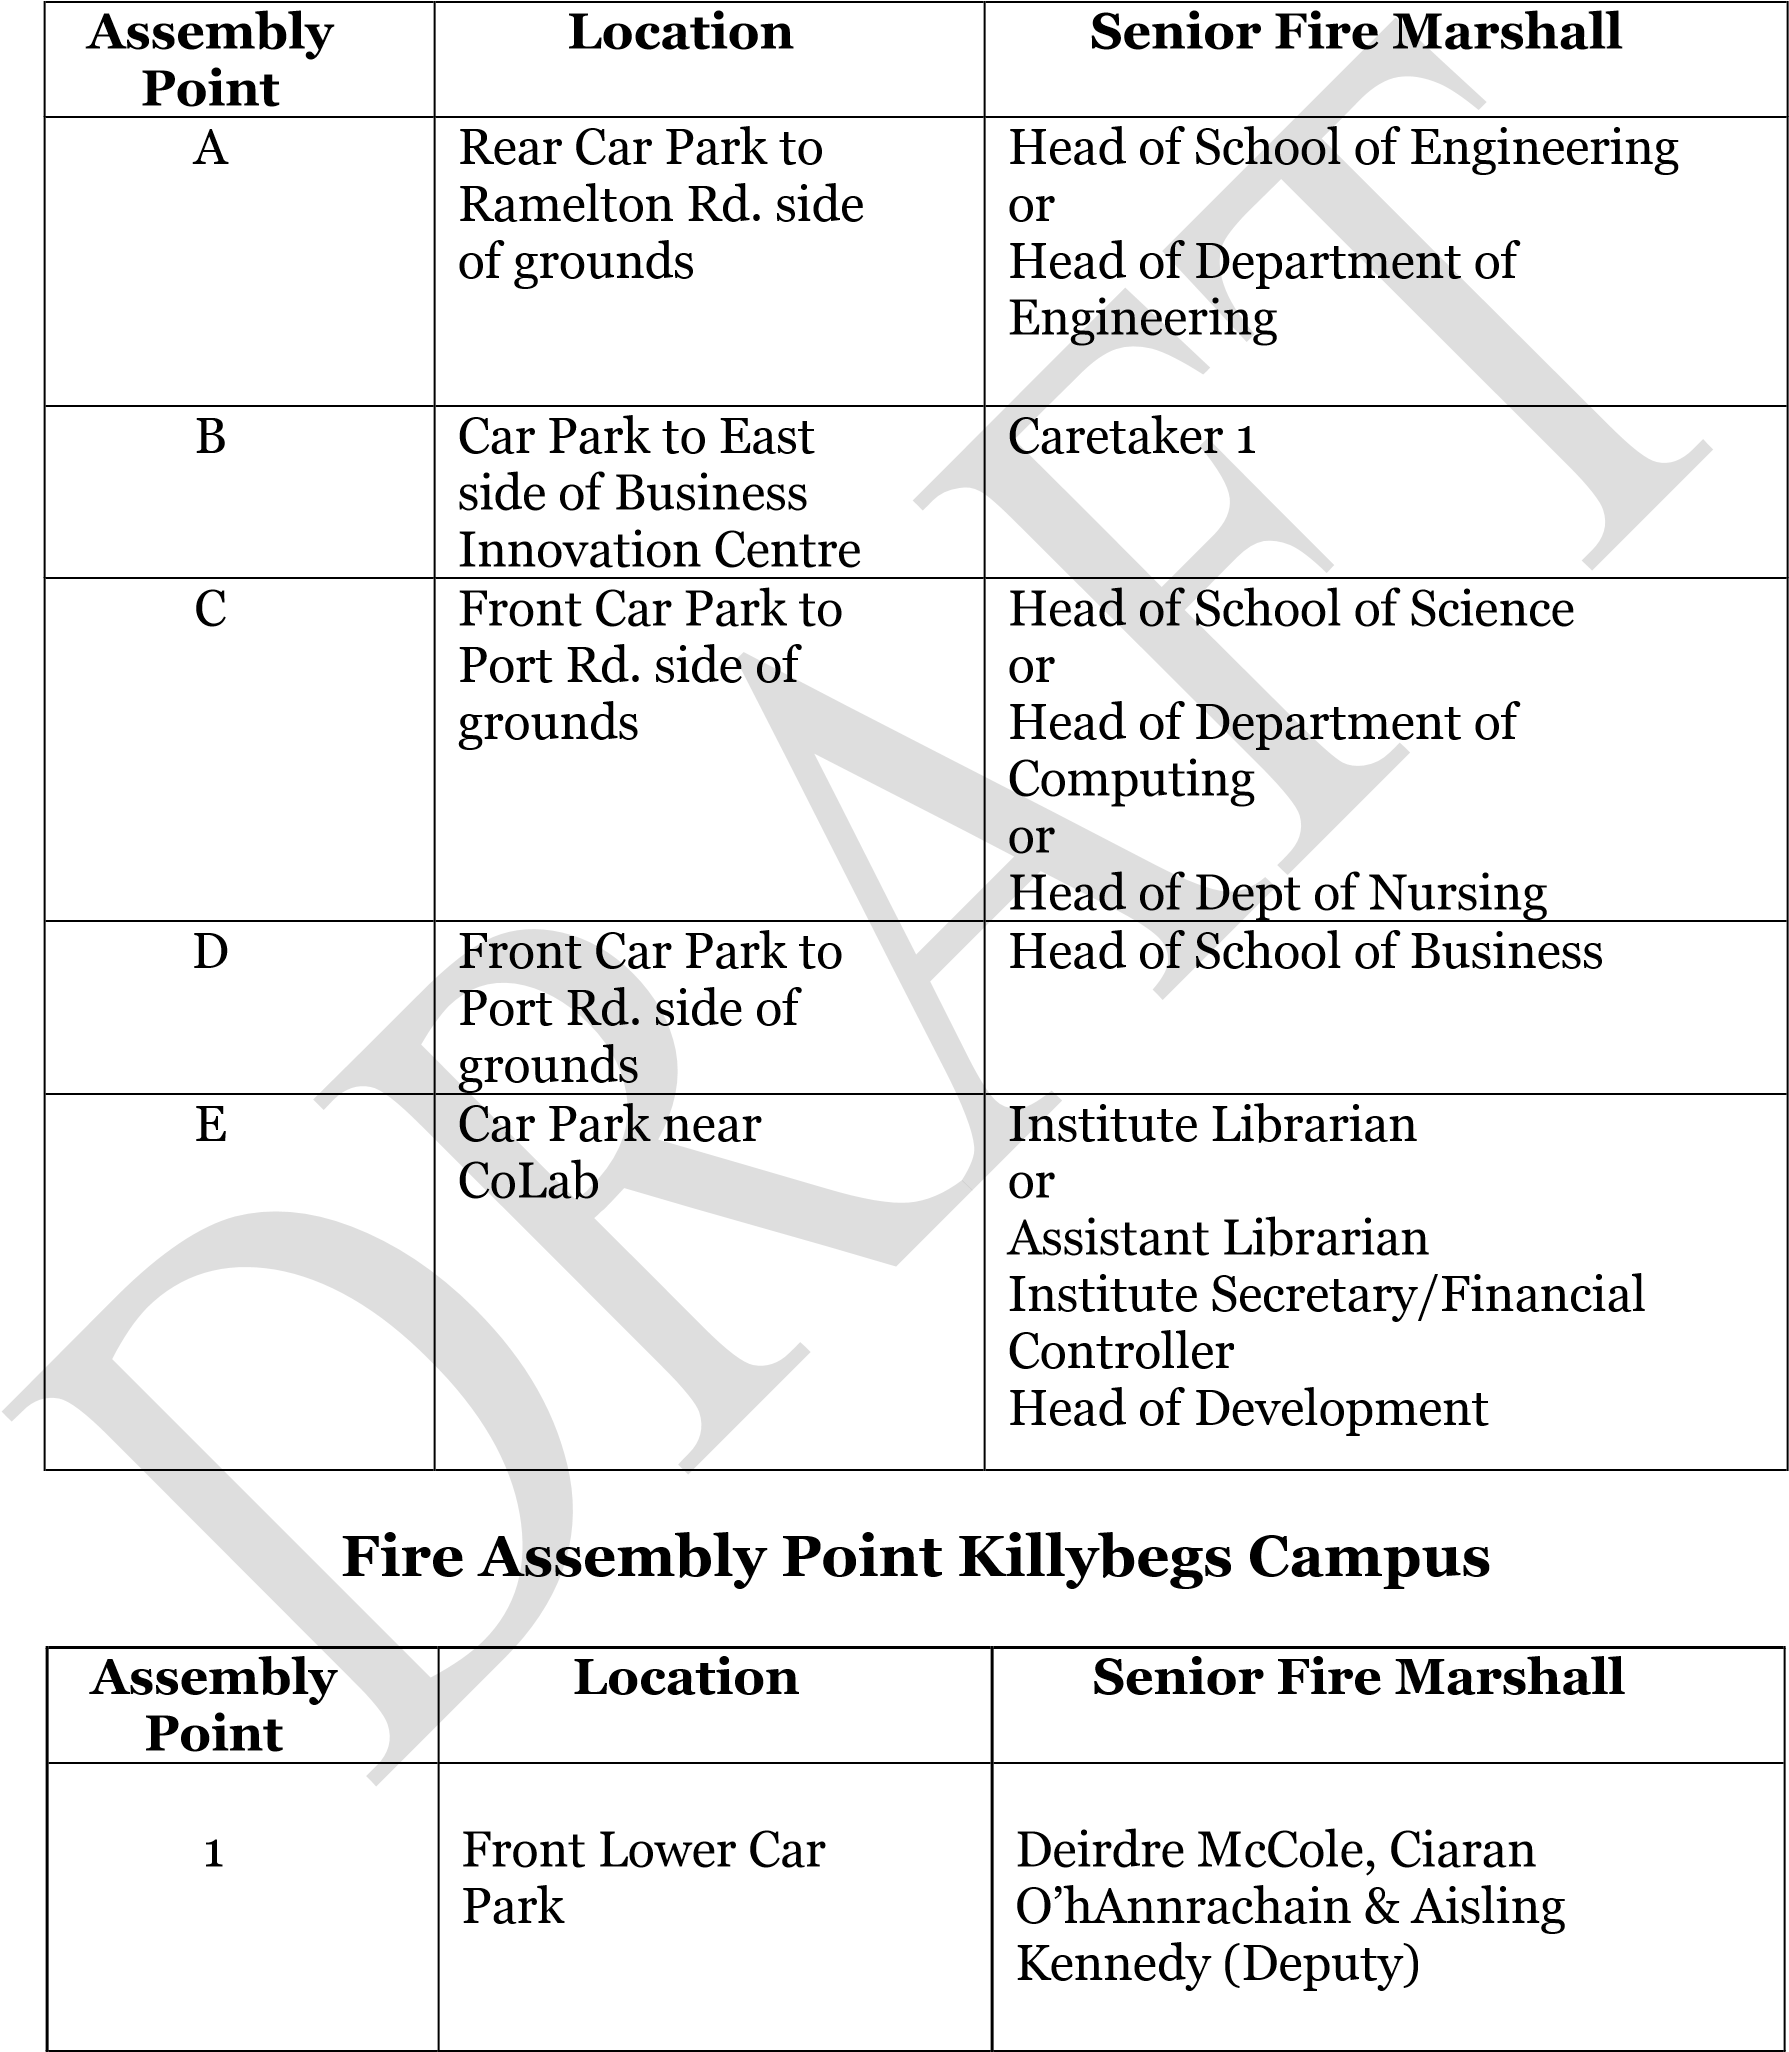 Assembly Point
Location
Senior Fire Marshall
A
Rear Car Park to
Ramelton Rd. side
of grounds
Head of School of Engineering
or
Head of Department of
Engineering
B
Car Park to East
side of Business
Innovation Centre
Caretaker 1
C
Front Car Park to
Port Rd. side of
grounds
Head of School of Science
or
Head of Department of
Computing
or
Head of Dept of Nursing
D
Front Car Park to
Port Rd. side of
grounds
Head of School of Business
E
Car Park near
CoLab
Institute Librarian
or
Assistant Librarian
Institute Secretary/Financial
Controller
Head of Development
Fire Assembly Point Killybegs Campus
Assembly
Point
Location
Senior Fire Marshall
1
Front Lower Car
Park
Deirdre McCole, Ciaran
O’hAnnrachain & Aisling
Kennedy (Deputy)
DRAFT